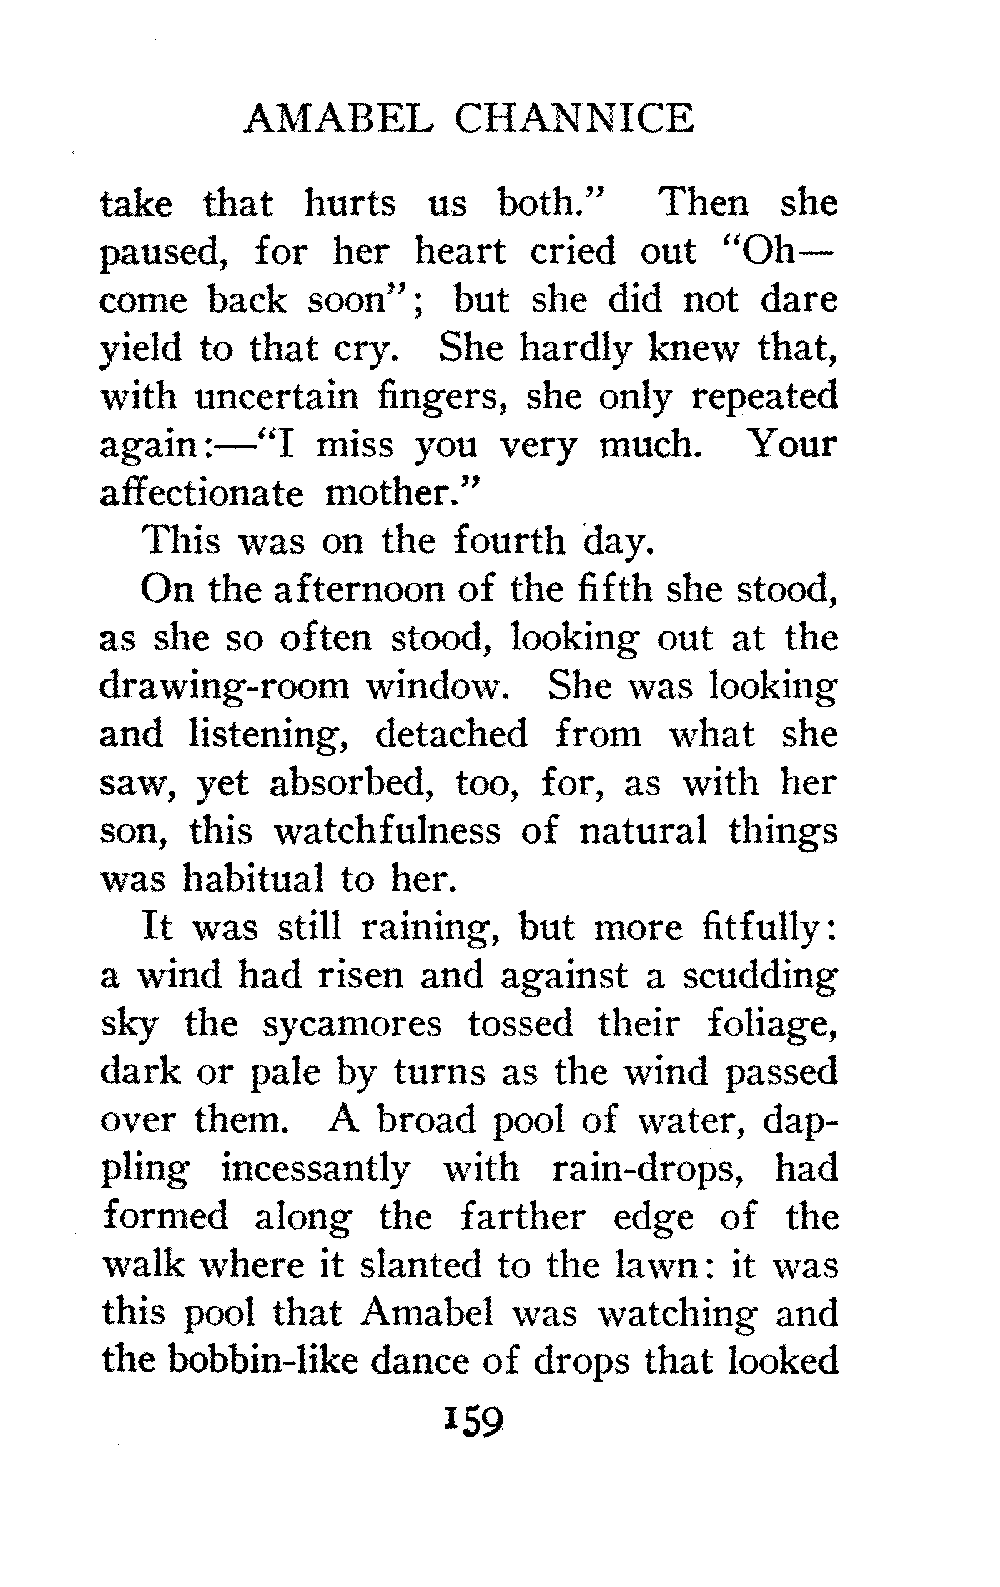 AMABEL CHANNICE
take that hurts us both.” Then she
paused, for her heart cried out “Oh—
come back soon”; but she did not dare
yield to that cry. She hardly knew that,
with uncertain fingers, she only repeated
again:—“I miss you very much. Your
affectionate mother.”
This was on the fourth day.
On the afternoon of the fifth she stood,
as she so often stood, looking out at the
drawing-room window. She was looking
and listening, detached from what she
saw, yet absorbed, too, for, as with her
son, this watchfulness of natural things
was habitual to her.
It was still raining, but more fitfully:
a wind had risen and against a scudding
sky the sycamores tossed their foliage,
dark or pale by turns as the wind passed
over them. A broad pool of water, dap-
pling incessantly with rain-drops, had
formed along the farther edge of the
walk where it slanted to the lawn: it was
this pool that Amabel was watching and
the bobbin-like dance of drops that looked
159